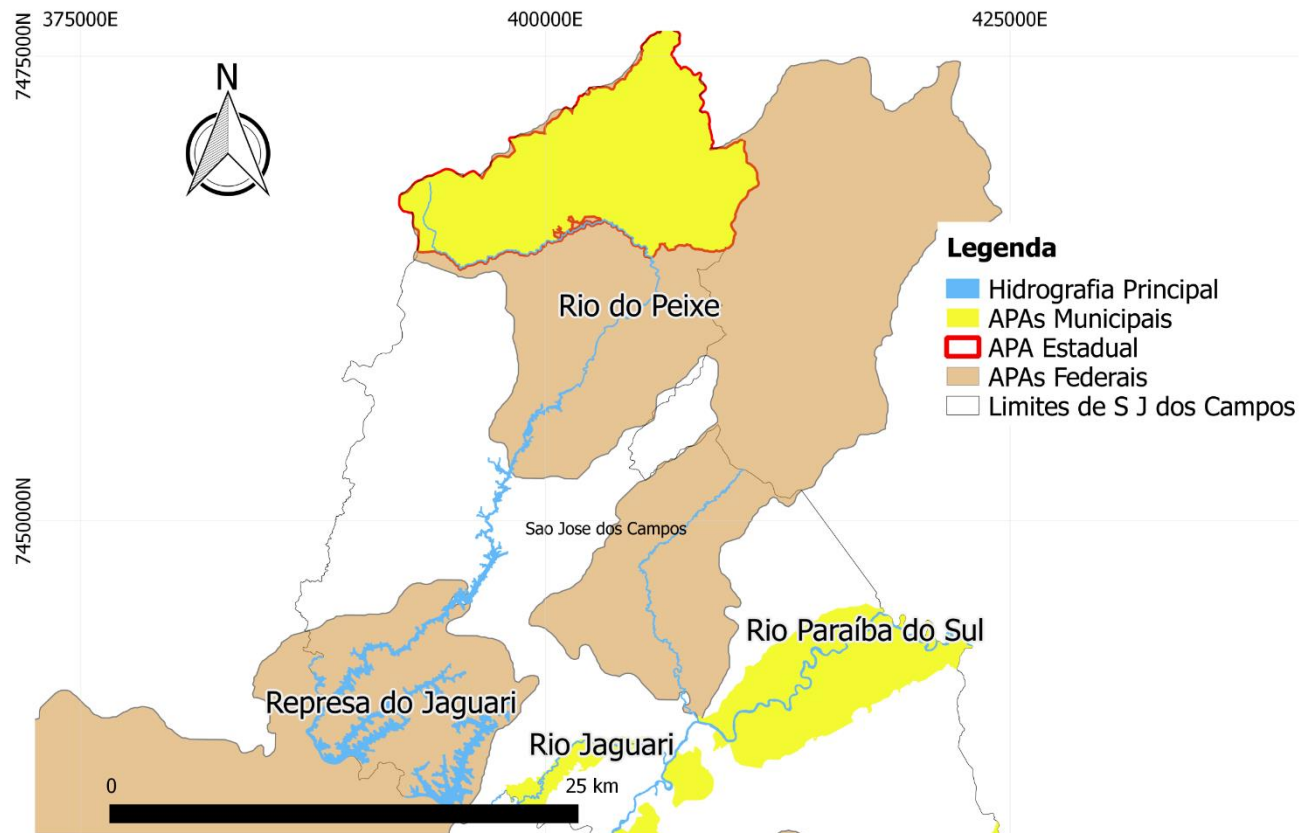 375000E
400000E
425000E
7475000N
N
Legenda
Hidrografia Principal
APAs Municipais
APA Estadual
APAs Federais
Limites de S J dos Campos
Rio do Peixe
7450000N
Sao Jose dos Campos
Rio Paraíba do Sul
Represa do Jaguari
Rio Jaguari
0
25 km